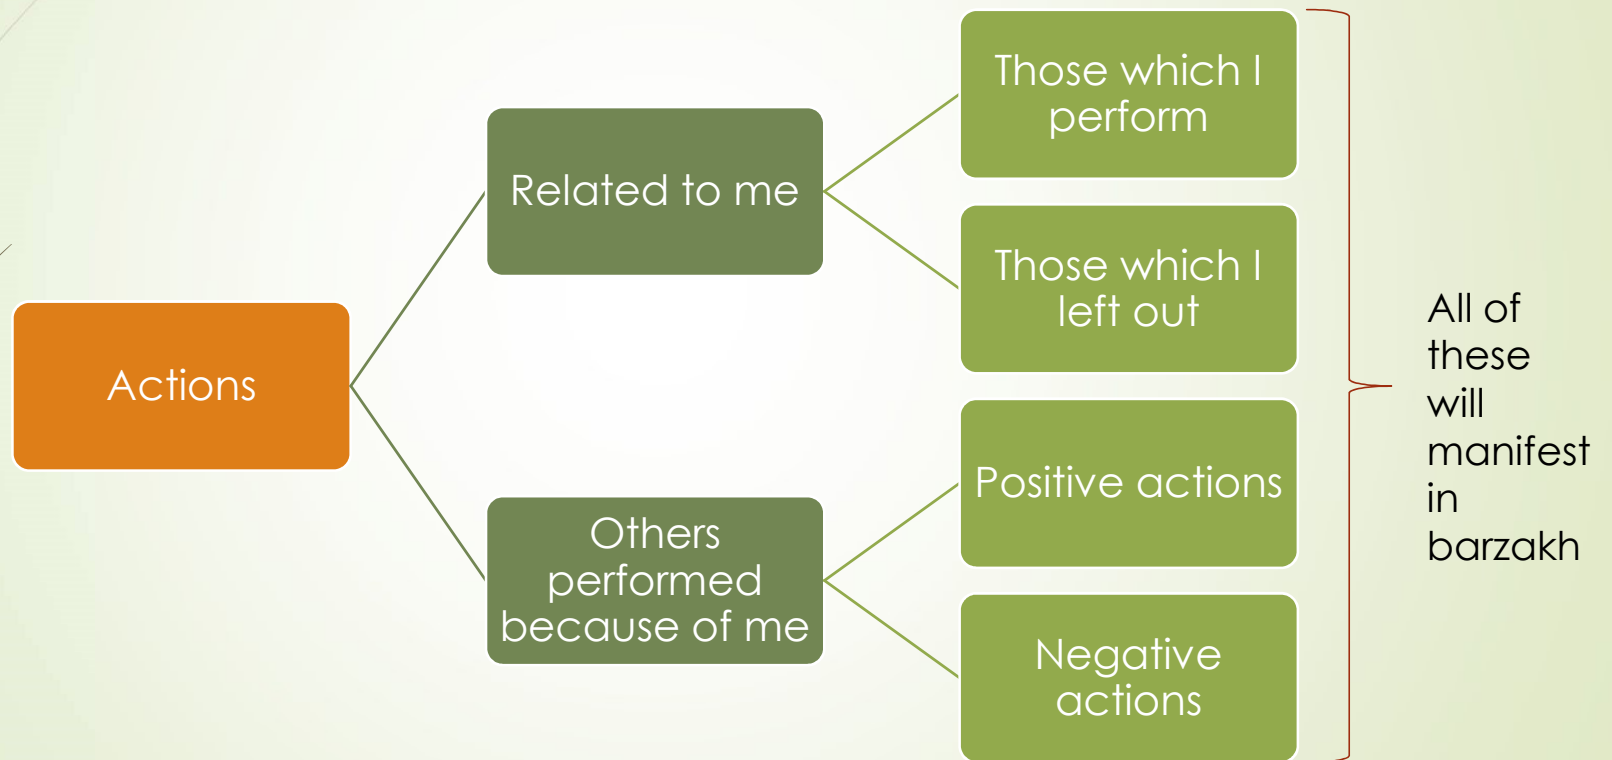 Actions
Related to me
Others
performed
because of me
Those which I
perform
Those which I
left out
Positive actions
Negative
actions
All of
these
will
manifest
in
barzakh